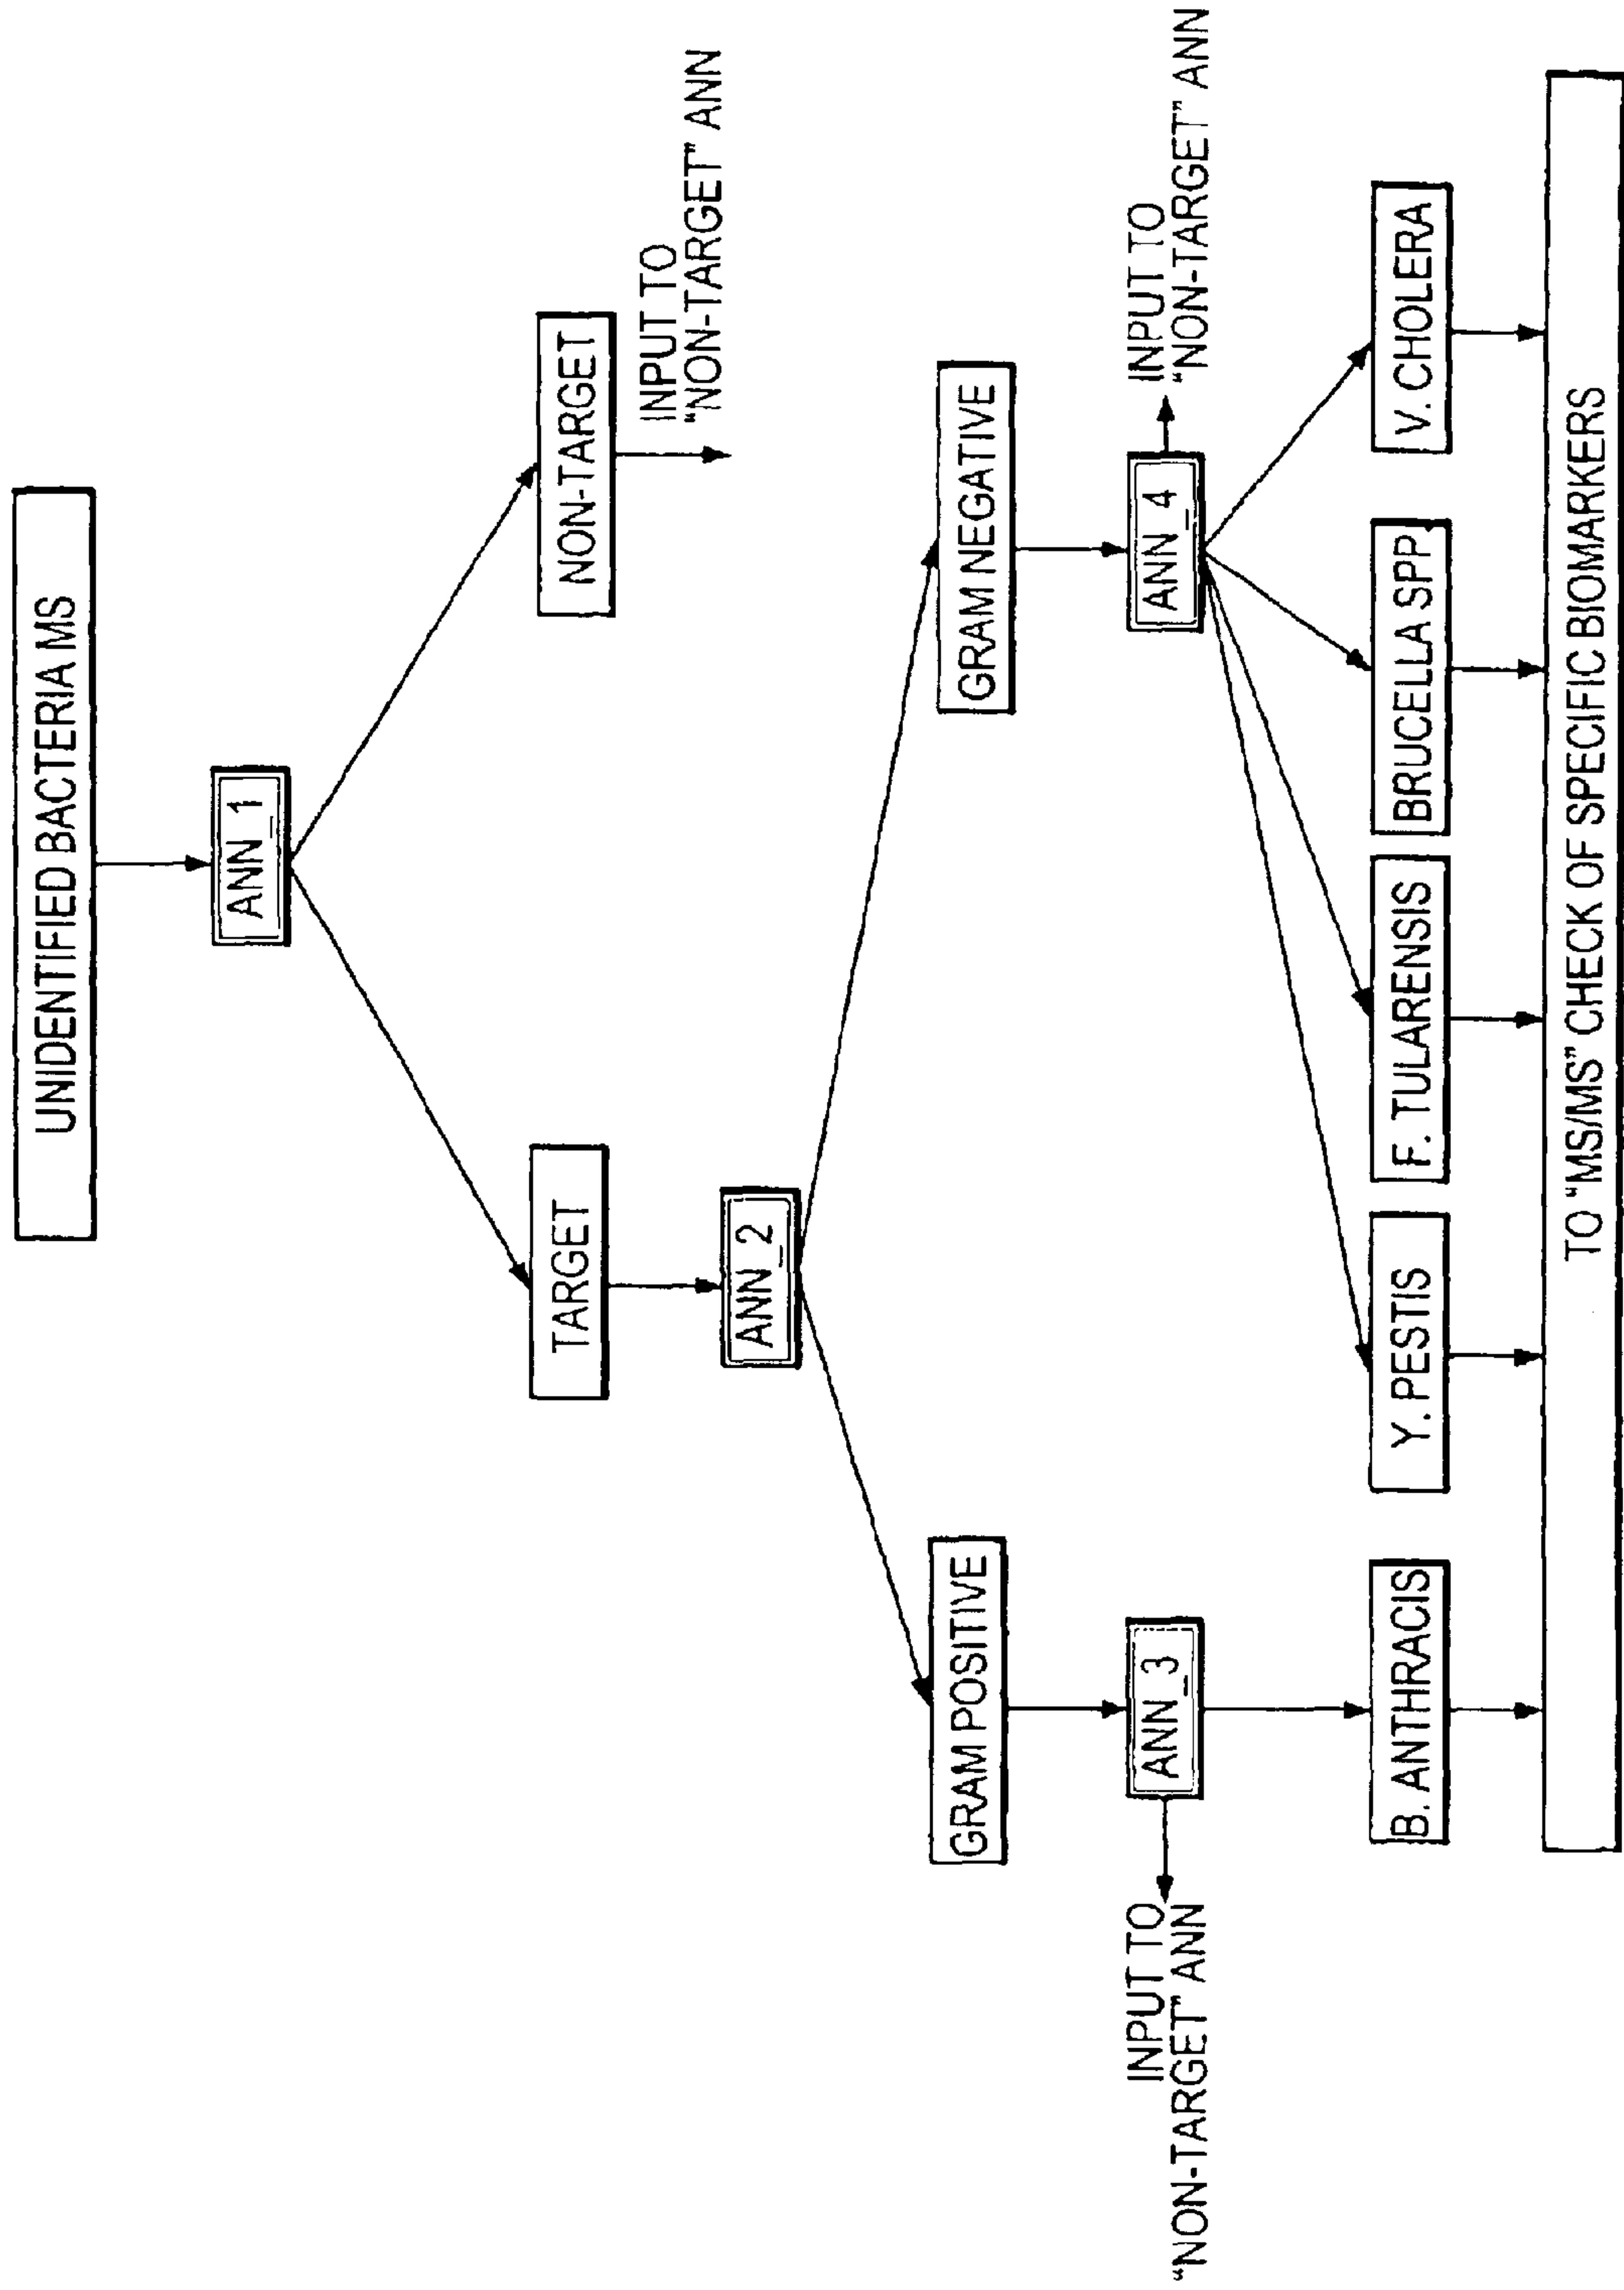 UNIDENTIFIED BACTERIA MS
ANN_1
TARGET
NON-TARGET
INPUT TO
"NON-TARGET" ANN
ANN_2
GRAM POSITIVE
GRAM NEGATIVE
INPUT TO
"NON-TARGET" ANN
ANN_3
ANN_4
INPUT TO
"NON-TARGET" ANN
B. ANTHRACIS
Y. PESTIS
F. TULARENSIS
BRUCELLA SPP.
V. CHOLERA
TO "MS/MS" CHECK OF SPECIFIC BIOMARKERS